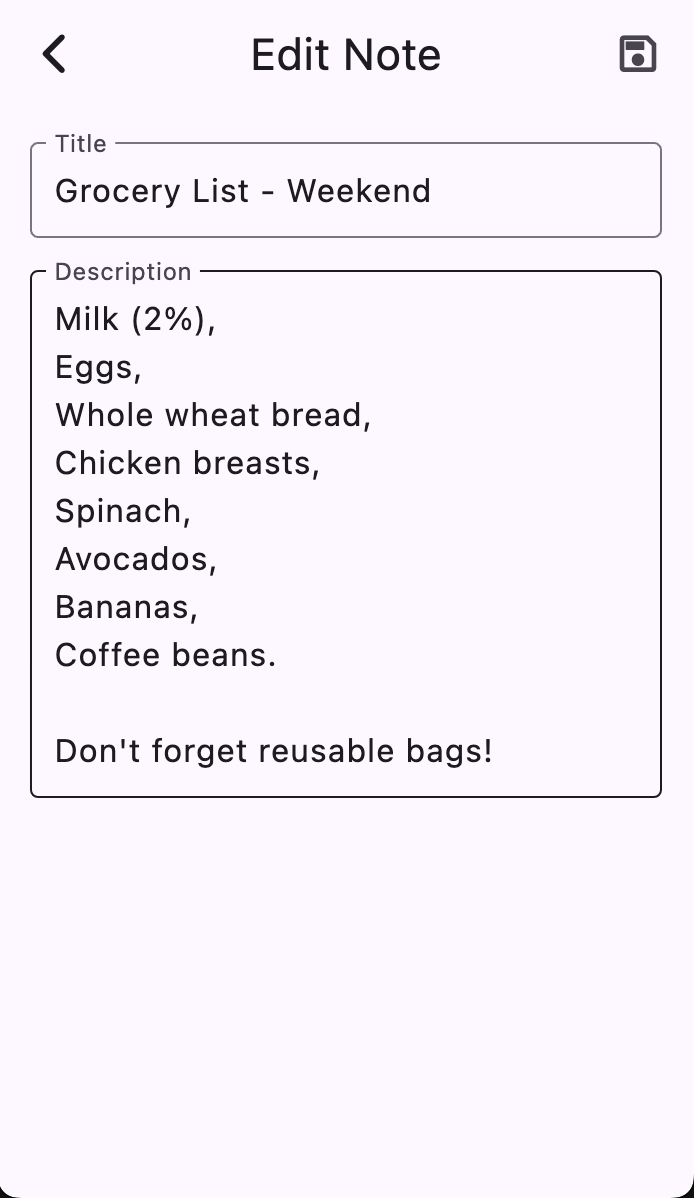 Edit Note
Title
Grocery List - Weekend
Description
Milk (2%),
Eggs,
Whole wheat bread,
Chicken breasts,
Spinach,
Avocados,
Bananas,
Coffee beans.

Don't forget reusable bags!